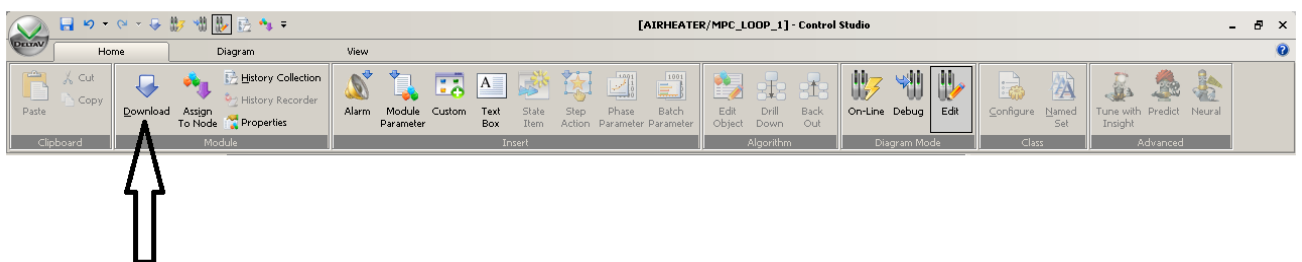 [AIRHEATER/MPC_LOOP_1] - Control Studio
DELTAV
Home Diagram View
Paste
Cut
Copy
Clipboard
Download
Assign To Node
History Collection
History Recorder
Properties
Module
Alarm
Module Parameter
Custom
Text Box
State Item
Step Action
Phase Parameter
Batch Parameter
Insert
Edit Object
Drill Down
Back Out
Algorithm
On-Line
Debug
Edit
Diagram Mode
Configure
Named Set
Class
Tune with Insight
Predict
Neural
Advanced